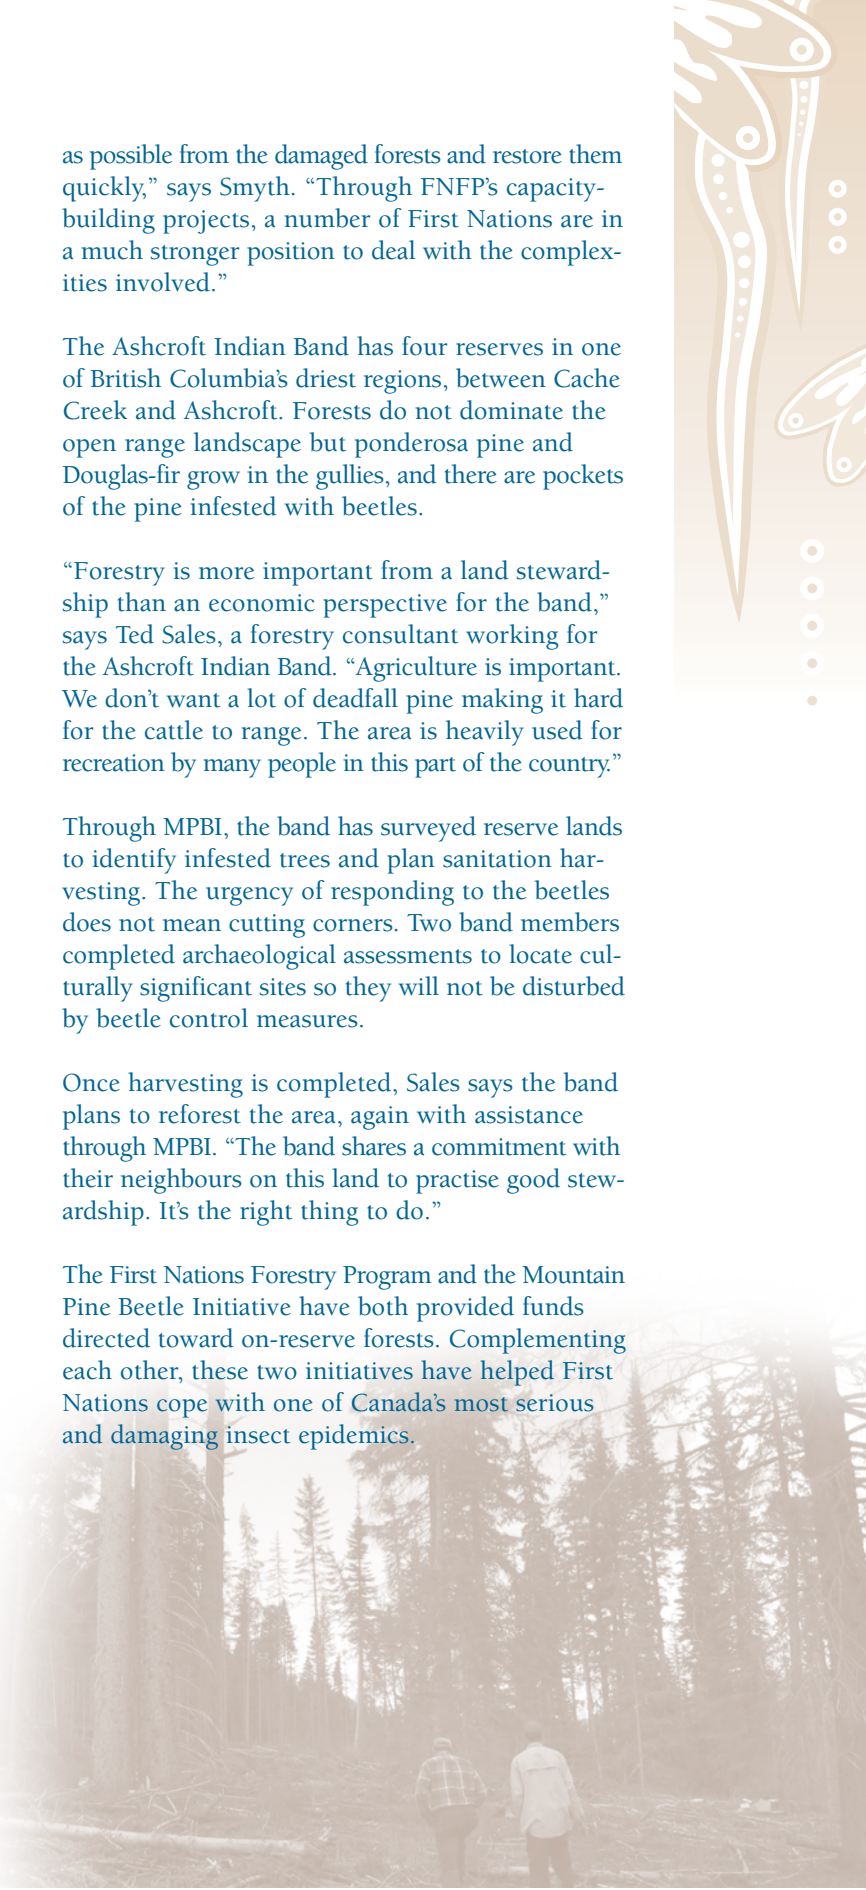 as possible from the damaged forests and restore them
quickly,” says Smyth. “Through FNFP’s capacity-
building projects, a number of First Nations are in
a much stronger position to deal with the complex-
ities involved.”
The Ashcroft Indian Band has four reserves in one
of British Columbia’s driest regions, between Cache
Creek and Ashcroft. Forests do not dominate the
open range landscape but ponderosa pine and
Douglas-fir grow in the gullies, and there are pockets
of the pine infested with beetles.
“Forestry is more important from a land steward-
ship than an economic perspective for the band,”
says Ted Sales, a forestry consultant working for
the Ashcroft Indian Band. “Agriculture is important.
We don’t want a lot of deadfall pine making it hard
for the cattle to range. The area is heavily used for
recreation by many people in this part of the country.”
Through MPBI, the band has surveyed reserve lands
to identify infested trees and plan sanitation har-
vesting. The urgency of responding to the beetles
does not mean cutting corners. Two band members
completed archaeological assessments to locate cul-
turally significant sites so they will not be disturbed
by beetle control measures.
Once harvesting is completed, Sales says the band
plans to reforest the area, again with assistance
through MPBI. “The band shares a commitment with
their neighbours on this land to practise good stew-
ardship. It’s the right thing to do.”
The First Nations Forestry Program and the Mountain
Pine Beetle Initiative have both provided funds
directed toward on-reserve forests. Complementing
each other, these two initiatives have helped First
Nations cope with one of Canada’s most serious
and damaging insect epidemics.